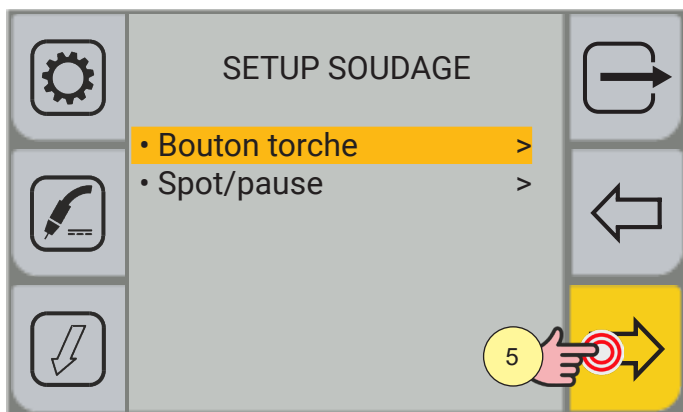 SETUP SOUDAGE
• Bouton torche >
• Spot/pause >
5